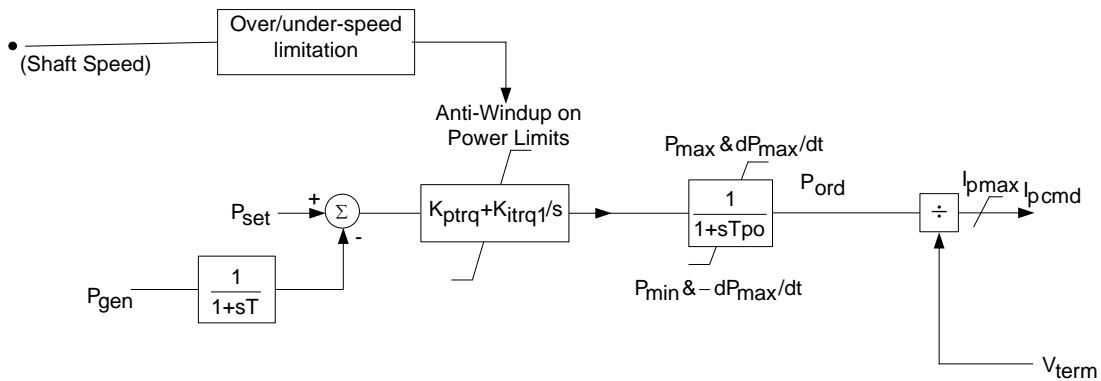 Over/under-speed
limitation
(Shaft Speed)
Anti-Windup on
Power Limits
Pmax & dPmax/dt
Pord
Ipmax
Ipcmd
Pset
+
Σ
-
Kptrq+Kitrq1/s
1
1+sTpo
÷
Pmin & – dPmax/dt
Pgen
1
1+sT
Vterm